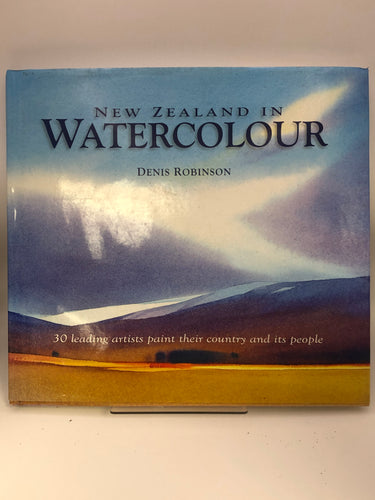 NEW ZEALAND IN
WATERCOLOUR
DENIS ROBINSON
30 leading artists paint their country and its people